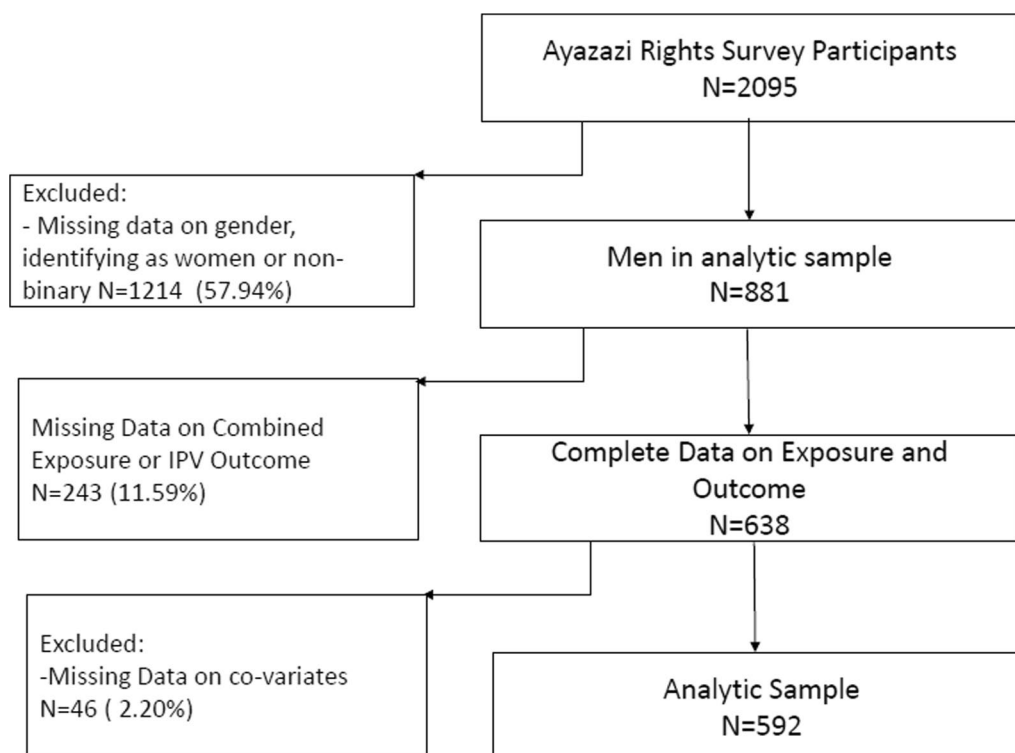 Ayazazi Rights Survey Participants
N=2095
Excluded:
- Missing data on gender,
identifying as women or non-
binary N=1214  (57.94%)
Men in analytic sample
N=881
Missing Data on Combined
Exposure or IPV Outcome
N=243 (11.59%)
Complete Data on Exposure and
Outcome
N=638
Excluded:
-Missing Data on co-variates
N=46 ( 2.20%)
Analytic Sample
N=592